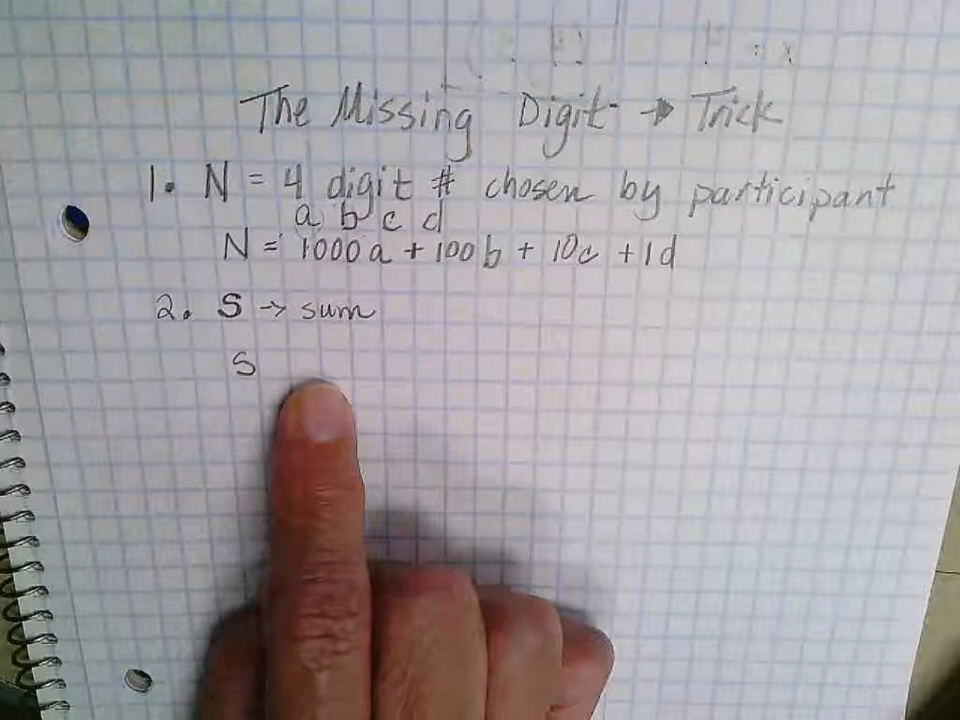 The Missing Digit → Trick
1. N = 4 digit # chosen by participant
a b c d
N = 1000a + 100b + 10c + 1d
2. S → sum
S